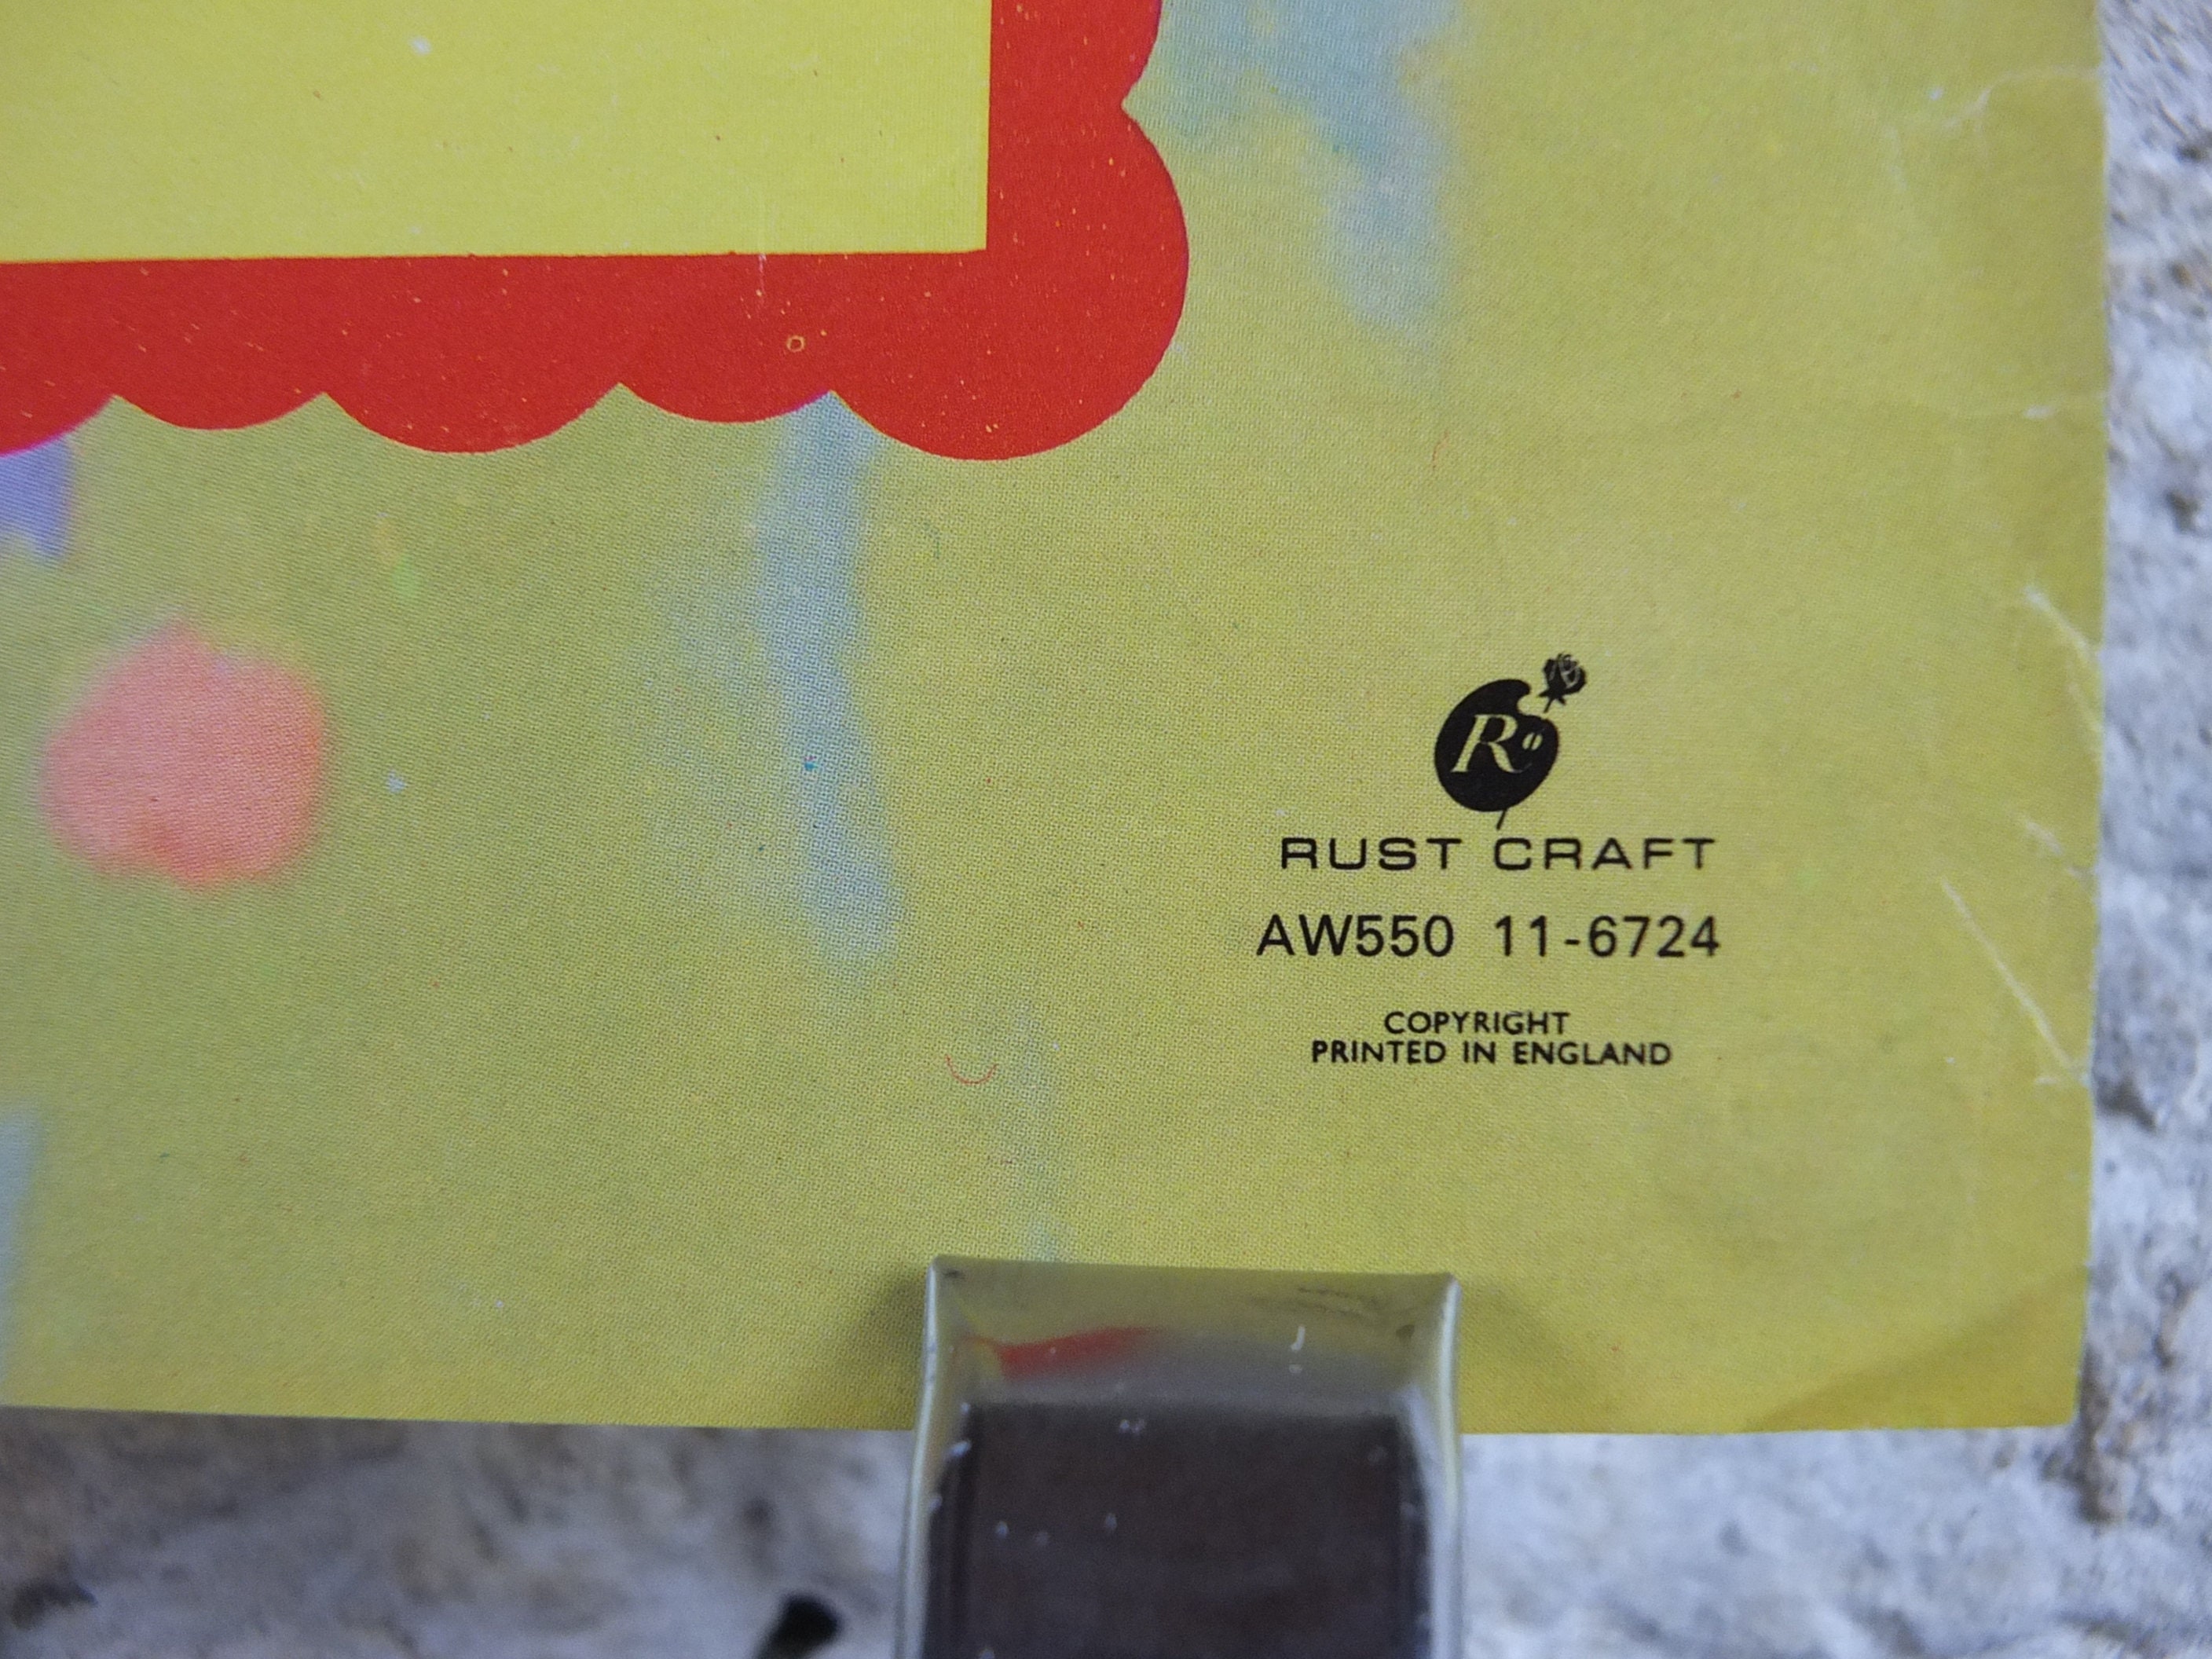 R
RUST CRAFT
AW550 11-6724
COPYRIGHT
PRINTED IN ENGLAND